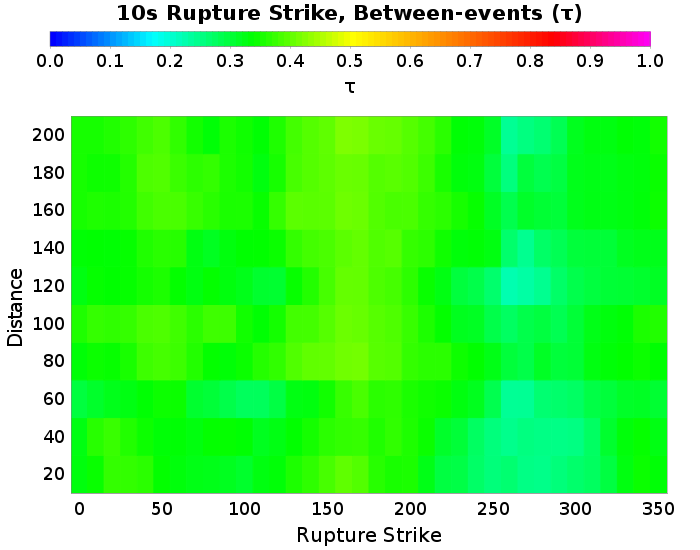 10s Rupture Strike, Between-events (τ)
0.0 0.1 0.2 0.3 0.4 0.5 0.6 0.7 0.8 0.9 1.0
τ
Distance
200
180
160
140
120
100
80
60
40
20
0 50 100 150 200 250 300 350
Rupture Strike